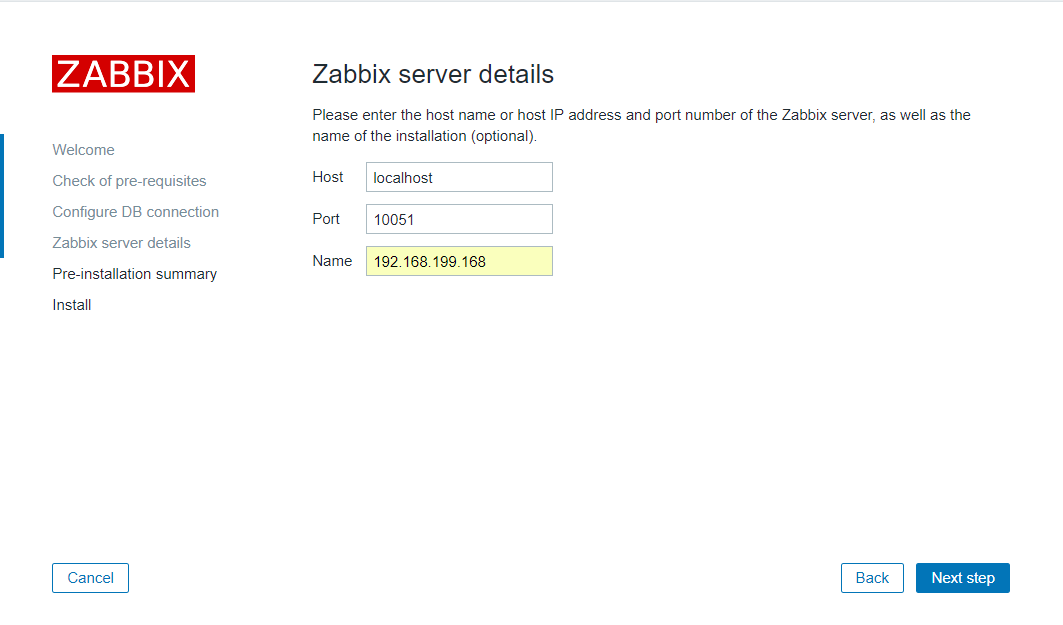 ZABBIX
Welcome
Check of pre-requisites
Configure DB connection
Zabbix server details
Pre-installation summary
Install
Zabbix server details
Please enter the host name or host IP address and port number of the Zabbix server, as well as the
name of the installation (optional).
Host localhost
Port 10051
Name 192.168.199.168
Cancel Back Next step